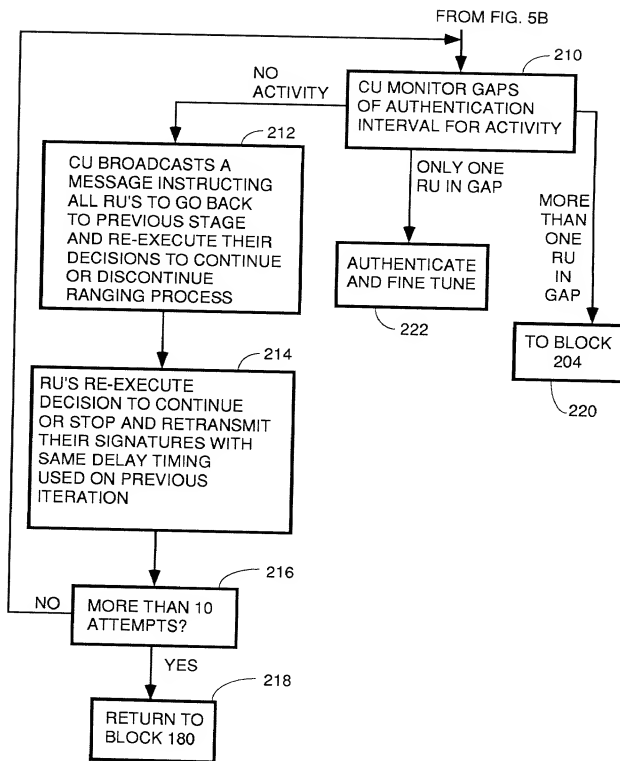 FROM FIG. 5B
210
CU MONITOR GAPS
OF AUTHENTICATION
INTERVAL FOR ACTIVITY
NO
ACTIVITY
212
CU BROADCASTS A
MESSAGE INSTRUCTING
ALL RU'S TO GO BACK
TO PREVIOUS STAGE
AND RE-EXECUTE THEIR
DECISIONS TO CONTINUE
OR DISCONTINUE
RANGING PROCESS
ONLY ONE
RU IN GAP
AUTHENTICATE
AND FINE TUNE
222
MORE
THAN
ONE
RU
IN
GAP
TO BLOCK
204
220
214
RU'S RE-EXECUTE
DECISION TO CONTINUE
OR STOP AND RETRANSMIT
THEIR SIGNATURES WITH
SAME DELAY TIMING
USED ON PREVIOUS
ITERATION
216
NO
MORE THAN 10
ATTEMPTS?
YES
218
RETURN TO
BLOCK 180